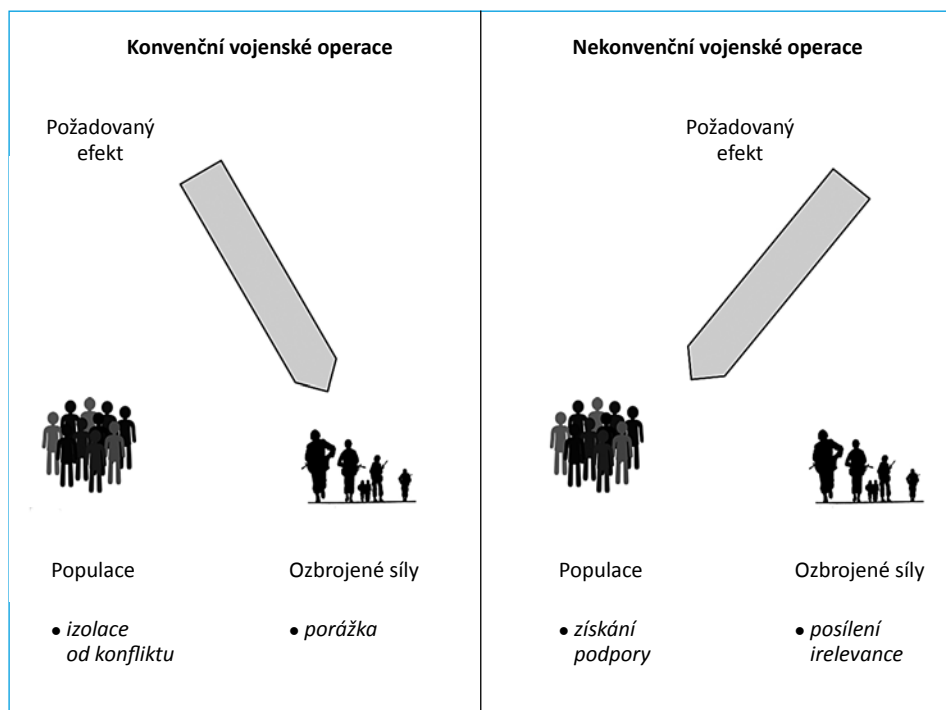 Konvenční vojenské operace
Požadovaný
efekt
Populace
• izolace
od konfliktu
Ozbrojené síly
• porážka
Nekonvenční vojenské operace
Požadovaný
efekt
Populace
• získání
podpory
Ozbrojené síly
• posílení
irelevance